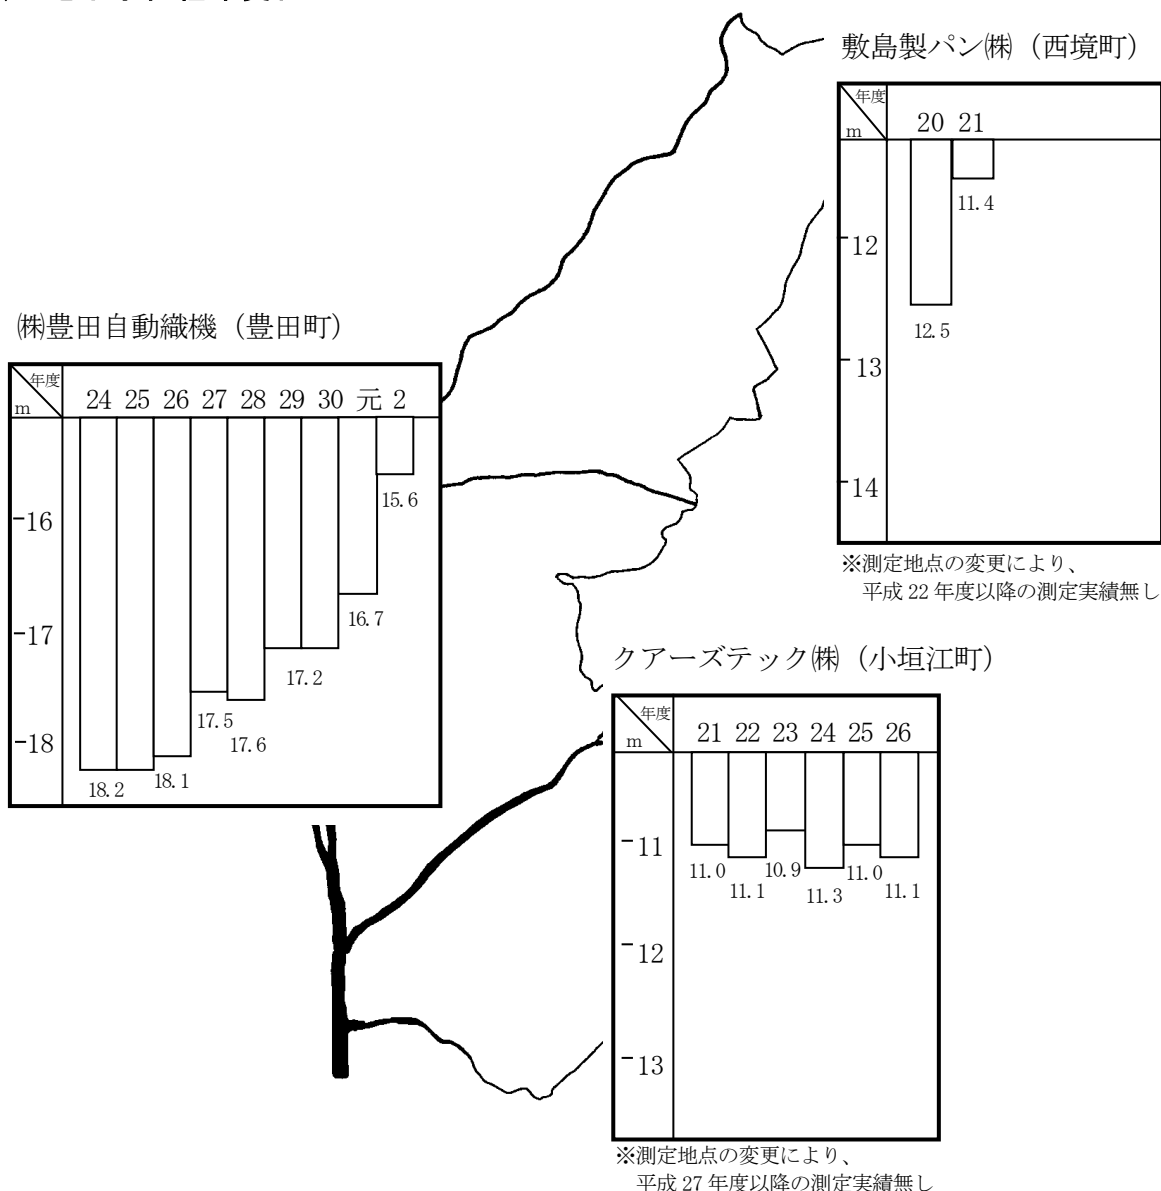 敷島製パン㈱（西境町）
年度
m
20 21
11.4
12
12.5
13
14
※測定地点の変更により、
平成 22 年度以降の測定実績無し
㈱豊田自動織機（豊田町）
年度
m
24 25 26 27 28 29 30 元 2
15.6
16
16.7
17
17.2
17.5
17.6
18
18.1
18.2
クアーズテック㈱（小垣江町）
年度
m
21 22 23 24 25 26
11
11.0 11.1 10.9 11.3 11.0 11.1
12
13
※測定地点の変更により、
平成 27 年度以降の測定実績無し